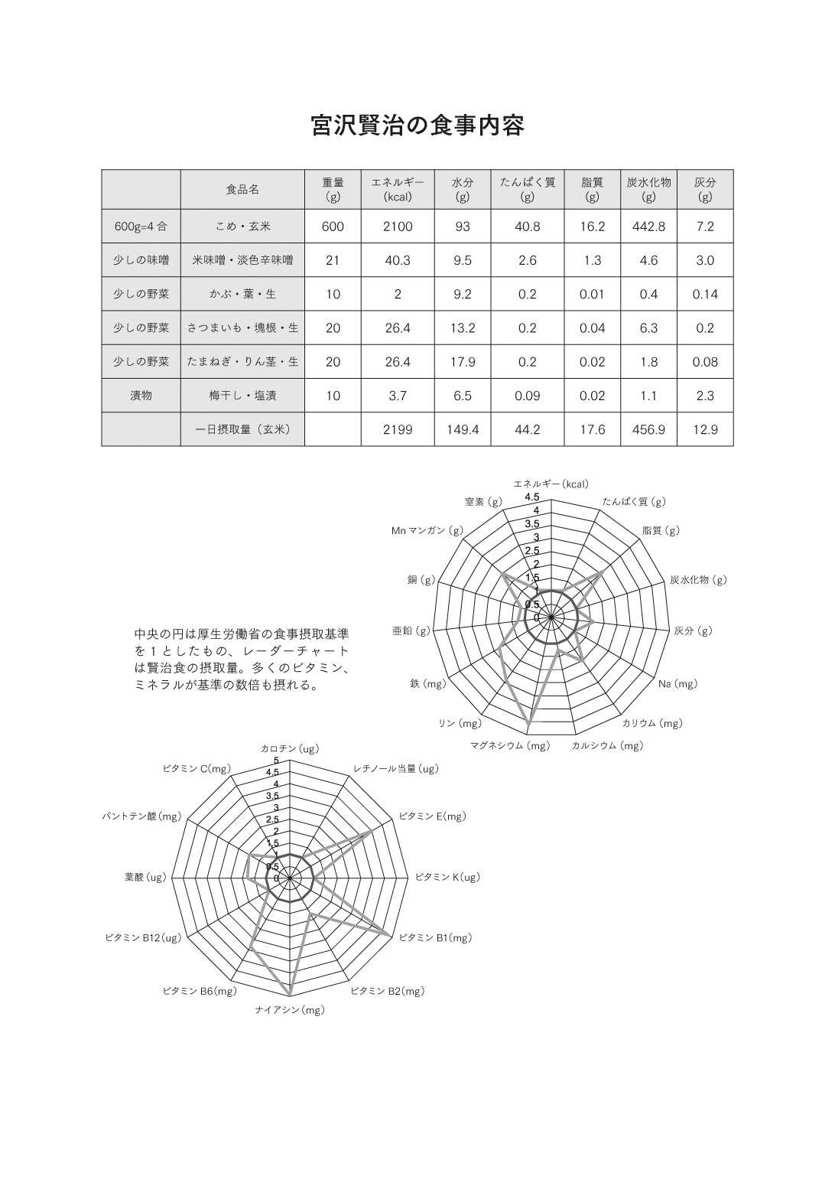 宮沢賢治の食事内容
食品名 重量(g) エネルギー(kcal) 水分(g) たんぱく質(g) 脂質(g) 炭水化物(g) 灰分(g)
600g=4合 こめ・玄米 600 2100 93 40.8 16.2 442.8 7.2
少しの味噌 米味噌・淡色辛味噌 21 40.3 9.5 2.6 1.3 4.6 3.0
少しの野菜 かぶ・葉・生 10 2 9.2 0.2 0.01 0.4 0.14
少しの野菜 さつまいも・塊根・生 20 26.4 13.2 0.2 0.04 6.3 0.2
少しの野菜 たまねぎ・りん茎・生 20 26.4 17.9 0.2 0.02 1.8 0.08
漬物 梅干し・塩漬 10 3.7 6.5 0.09 0.02 1.1 2.3
一日摂取量（玄米） 2199 149.4 44.2 17.6 456.9 12.9
エネルギー(kcal)
たんぱく質(g)
脂質(g)
炭水化物(g)
灰分(g)
Na(mg)
カリウム(mg)
カルシウム(mg)
マグネシウム(mg)
リン(mg)
鉄(mg)
亜鉛(g)
銅(g)
Mnマンガン(g)
窒素(g)
4.5
4
3.5
3
2.5
2
1.5
1
0.5
0
中央の円は厚生労働省の食事摂取基準
を1としたもの、レーダーチャート
は賢治食の摂取量。多くのビタミン、
ミネラルが基準の数倍も摂れる。
カロチン(ug)
レチノール当量(ug)
ビタミンE(mg)
ビタミンK(ug)
ビタミンB1(mg)
ビタミンB2(mg)
ナイアシン(mg)
ビタミンB6(mg)
ビタミンB12(ug)
葉酸(ug)
パントテン酸(mg)
ビタミンC(mg)
5
4.5
4
3.5
3
2.5
2
1.5
1
0.5
0